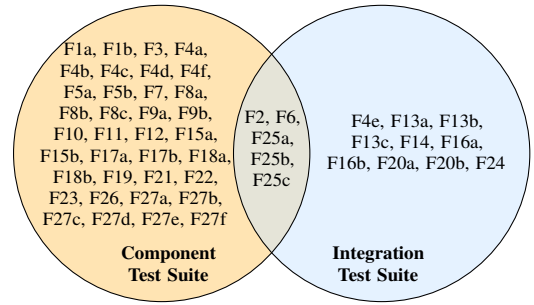 F1a, F1b, F3, F4a,
F4b, F4c, F4d, F4f,
F5a, F5b, F7, F8a,
F8b, F8c, F9a, F9b,
F10, F11, F12, F15a,
F15b, F17a, F17b, F18a,
F18b, F19, F21, F22,
F23, F26, F27a, F27b,
F27c, F27d, F27e, F27f
F2, F6,
F25a,
F25b,
F25c
F4e, F13a, F13b,
F13c, F14, F16a,
F16b, F20a, F20b, F24
Component
Test Suite
Integration
Test Suite